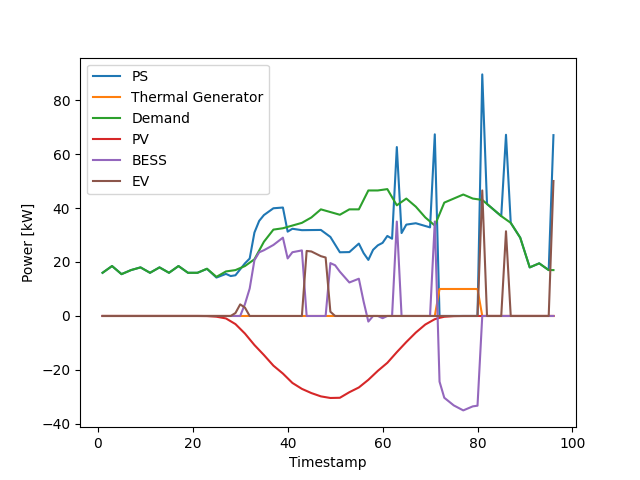 PS
Thermal Generator
Demand
PV
BESS
EV
Power [kW]
80
60
40
20
0
−20
−40
0 20 40 60 80 100
Timestamp